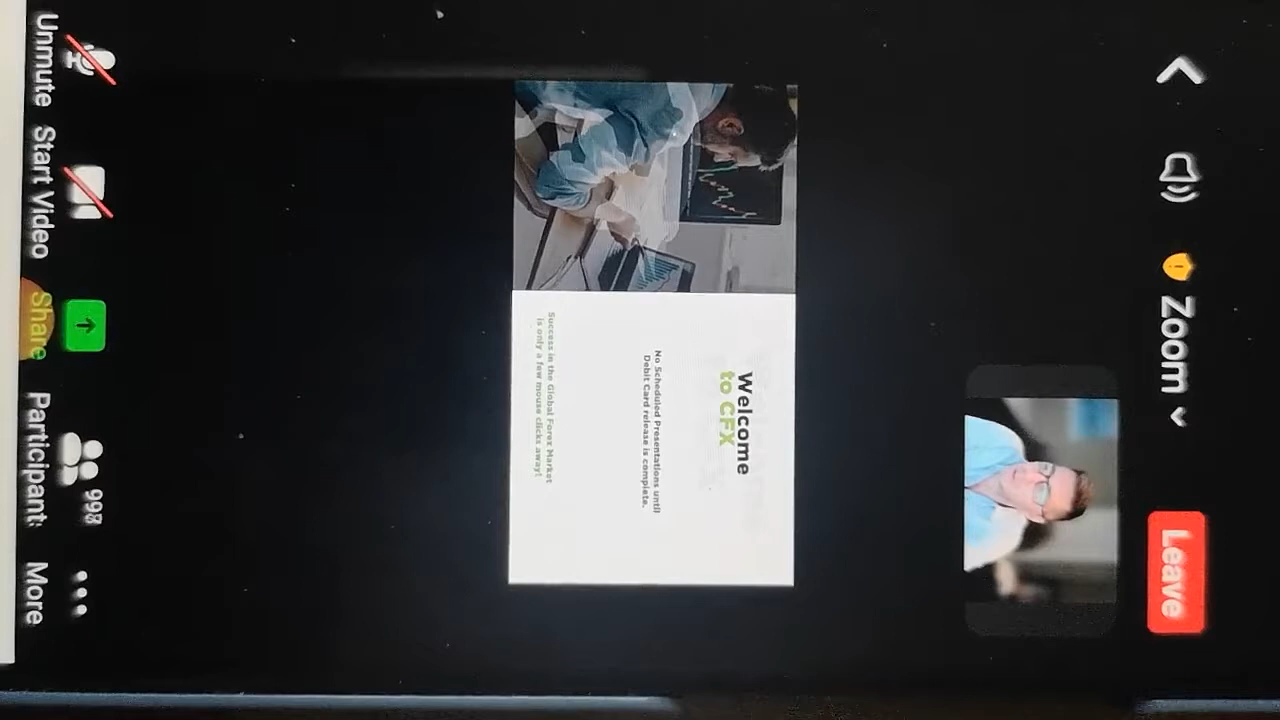 Zoom
Leave
Welcome
to CFX
No Scheduled Presentations until
Debit Card release is complete.
Success in the Global Forex Market
is only a few mouse clicks away!
998
Unmute Start Video Share Participants More